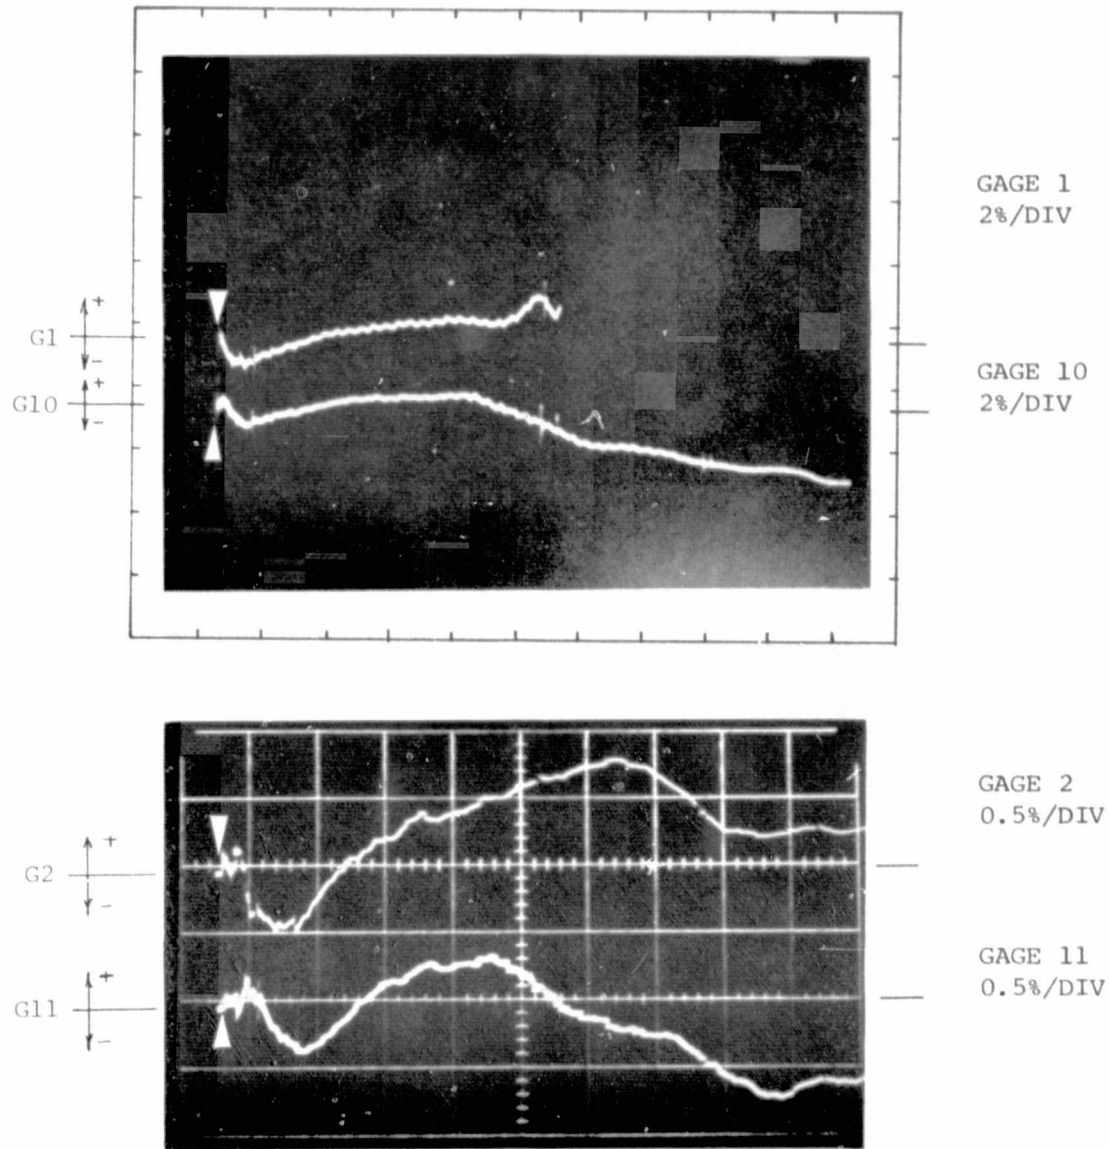 GAGE 1
2%/DIV
+
G1
-
+
G10
-
GAGE 10
2%/DIV
GAGE 2
0.5%/DIV
+
G2
-
GAGE 11
0.5%/DIV
+
G11
-